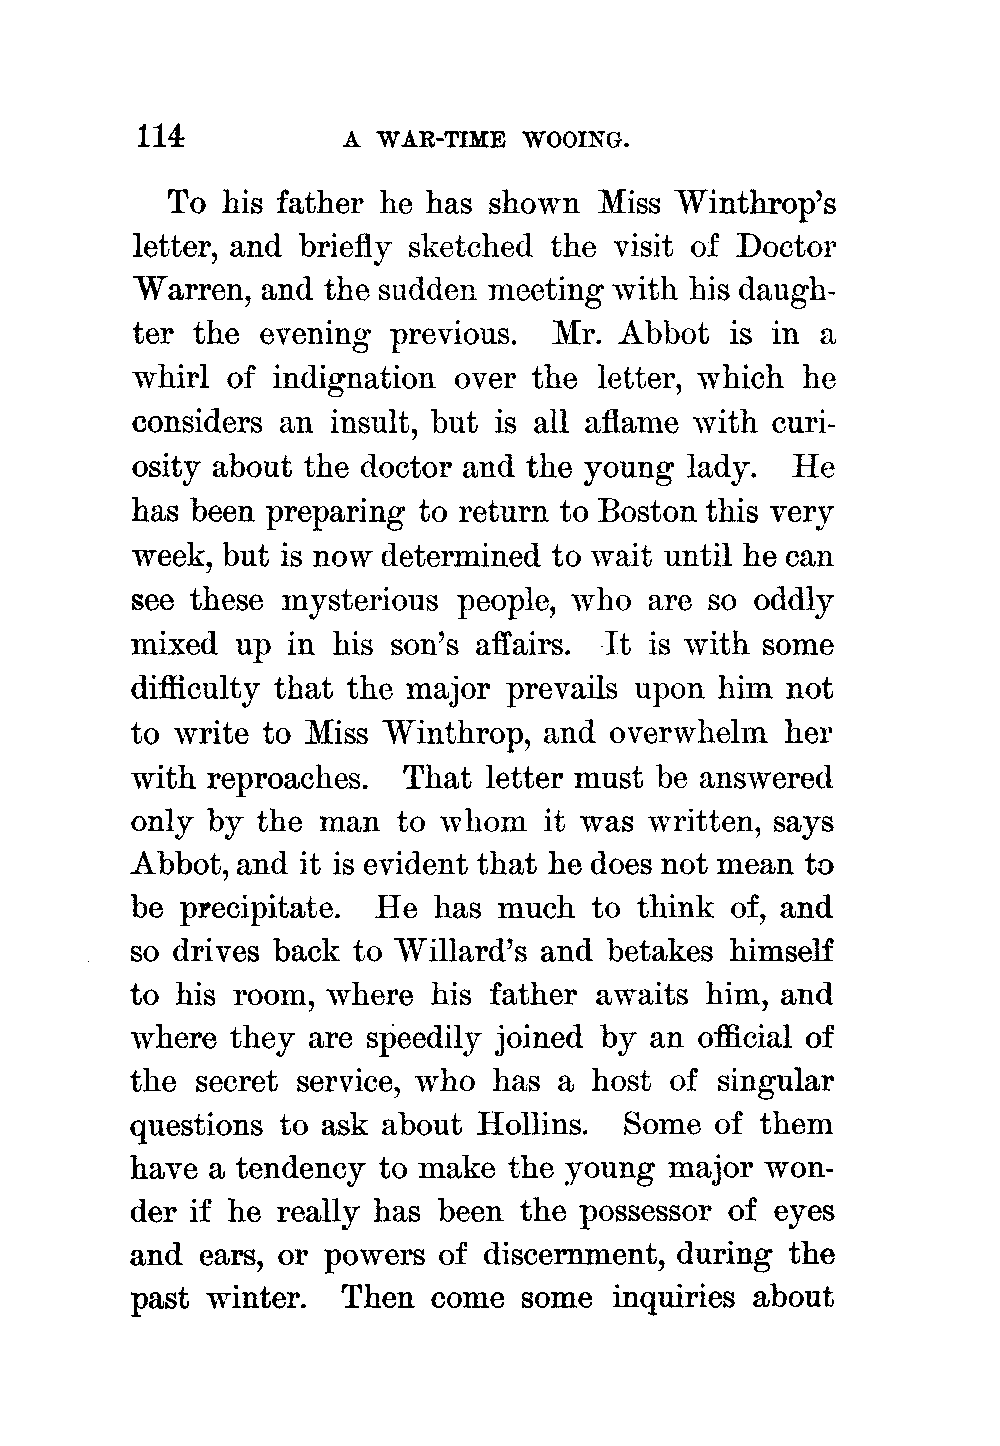 114 A WAR-TIME WOOING.
To his father he has shown Miss Winthrop's
letter, and briefly sketched the visit of Doctor
Warren, and the sudden meeting with his daugh-
ter the evening previous. Mr. Abbot is in a
whirl of indignation over the letter, which he
considers an insult, but is all aflame with curi-
osity about the doctor and the young lady. He
has been preparing to return to Boston this very
week, but is now determined to wait until he can
see these mysterious people, who are so oddly
mixed up in his son's affairs. It is with some
difficulty that the major prevails upon him not
to write to Miss Winthrop, and overwhelm her
with reproaches. That letter must be answered
only by the man to whom it was written, says
Abbot, and it is evident that he does not mean to
be precipitate. He has much to think of, and
so drives back to Willard's and betakes himself
to his room, where his father awaits him, and
where they are speedily joined by an official of
the secret service, who has a host of singular
questions to ask about Hollins. Some of them
have a tendency to make the young major won-
der if he really has been the possessor of eyes
and ears, or powers of discernment, during the
past winter. Then come some inquiries about